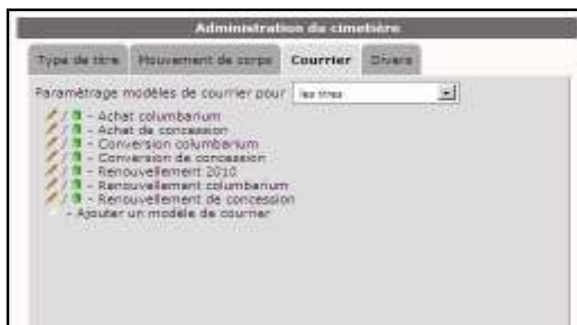 Administration du cimetière
Type de titre Mouvement de corps Courrier Divers
Paramétrage modèles de courrier pour les titres
/ - Achat columbarium
/ - Achat de concession
/ - Conversion columbarium
/ - Conversion de concession
/ - Renouvellement 2010
/ - Renouvellement columbarium
/ - Renouvellement de concession
- Ajouter un modèle de courrier